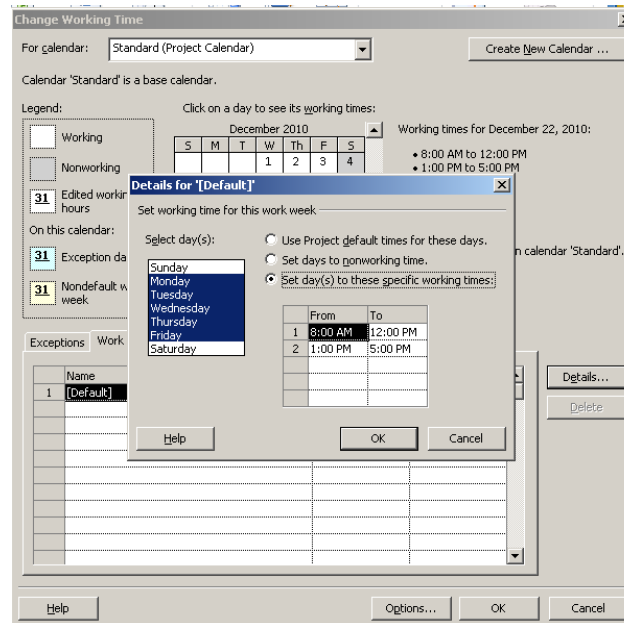 Change Working Time
For calendar: Standard (Project Calendar) Create New Calendar ...
Calendar 'Standard' is a base calendar.
Legend: Click on a day to see its working times:
Working December 2010 Working times for December 22, 2010:
S M T W Th F S
1 2 3 4 • 8:00 AM to 12:00 PM
Nonworking • 1:00 PM to 5:00 PM
31 Edited workin
hours
On this calendar:
31 Exception da n calendar 'Standard'.
31 Nondefault w
week
Details for '[Default]'
Set working time for this work week
Select day(s):
Sunday
Monday
Tuesday
Wednesday
Thursday
Friday
Saturday
Use Project default times for these days.
Set days to nonworking time.
Set day(s) to these specific working times:
From To
1 8:00 AM 12:00 PM
2 1:00 PM 5:00 PM
Help OK Cancel
Exceptions Work
Name
1 [Default]
Details...
Delete
Help Options... OK Cancel